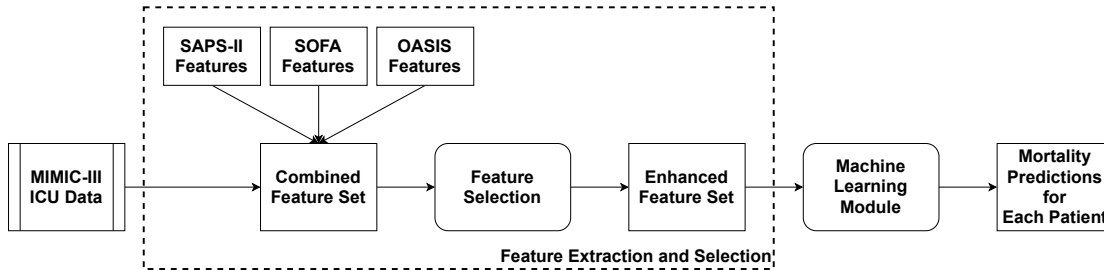 SAPS-II
Features
SOFA
Features
OASIS
Features
MIMIC-III
ICU Data
Combined
Feature Set
Feature
Selection
Enhanced
Feature Set
Machine
Learning
Module
Mortality
Predictions
for
Each Patient
Feature Extraction and Selection